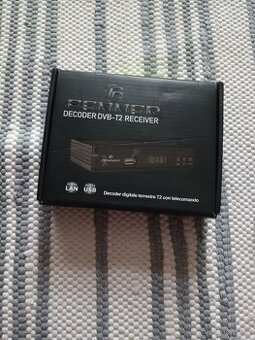 DECODER DVB-T2 RECEIVER
LAN
USB
Decoder digitale terrestre T2 con telecomando